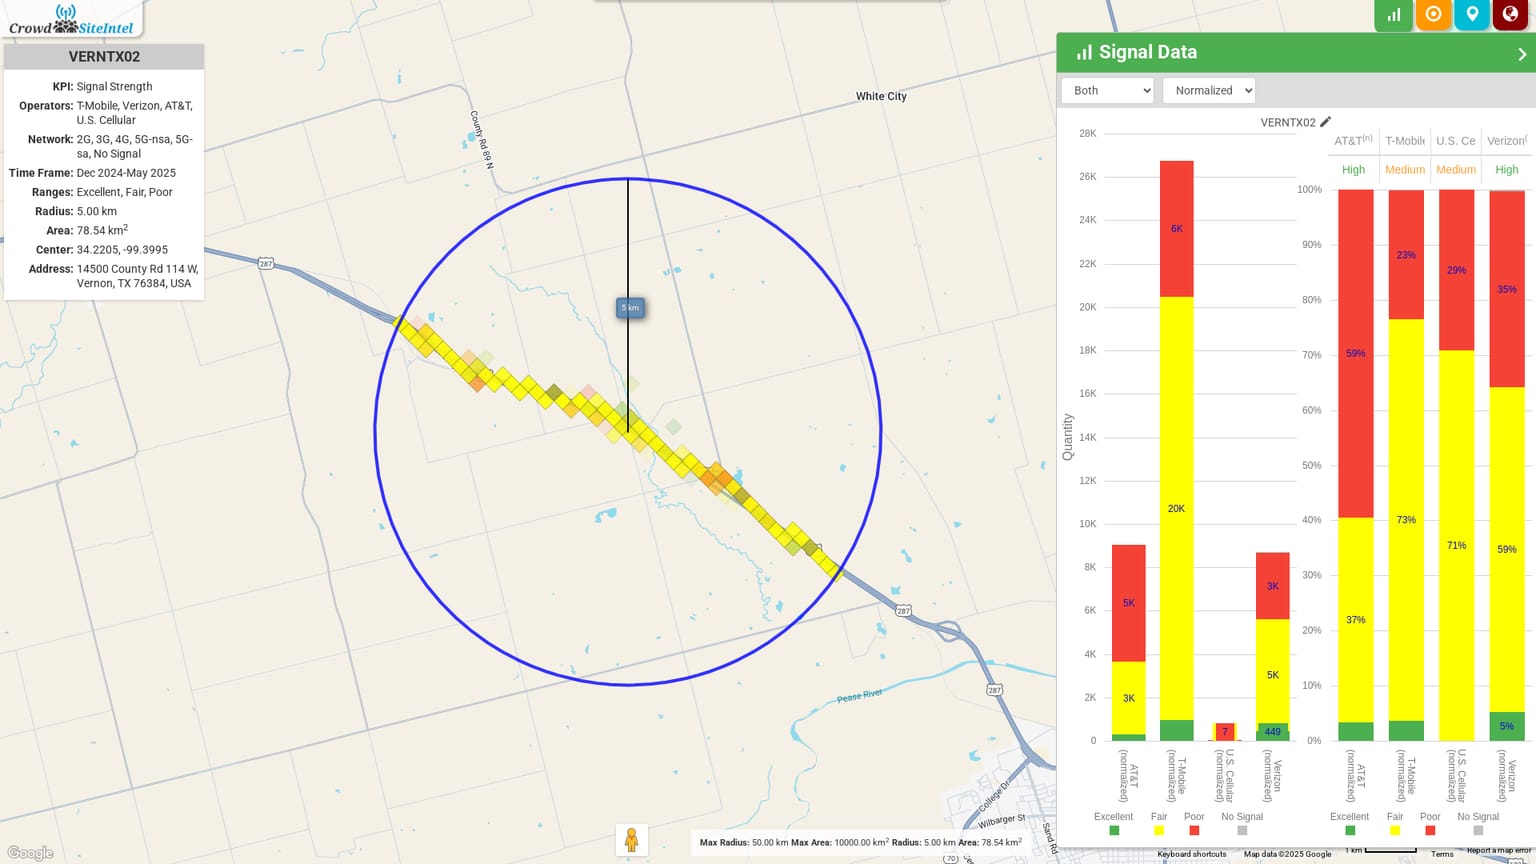 Crowd SiteIntel
VERNTX02
KPI: Signal Strength
Operators: T-Mobile, Verizon, AT&T,
U.S. Cellular
Network: 2G, 3G, 4G, 5G-nsa, 5G-
sa, No Signal
Time Frame: Dec 2024-May 2025
Ranges: Excellent, Fair, Poor
Radius: 5.00 km
Area: 78.54 km2
Center: 34.2205, -99.3995
Address: 14500 County Rd 114 W,
Vernon, TX 76384, USA
White City
County Rd 89 N
287
5 km
287
287
Pease River
College Dr
Wilbarger St
Sand Rd
70
287
Google
Max Radius: 50.00 km Max Area: 10000.00 km2 Radius: 5.00 km Area: 78.54 km2
Signal Data
Both
Normalized
VERNTX02
28K
26K
24K
22K
20K
18K
16K
14K
12K
10K
8K
6K
4K
2K
0
Quantity
5K
3K
6K
20K
7
3K
5K
449
AT&T (normalized)
T-Mobile (normalized)
U.S. Cellular (normalized)
Verizon (normalized)
Excellent
Fair
Poor
No Signal
AT&T(n)
T-Mobile
U.S. Ce
Verizon(
High
Medium
Medium
High
100%
90%
80%
70%
60%
50%
40%
30%
20%
10%
0%
59%
37%
23%
73%
29%
71%
35%
59%
5%
AT&T (normalized)
T-Mobile (normalized)
U.S. Cellular (normalized)
Verizon (normalized)
Excellent
Fair
Poor
No Signal
Keyboard shortcuts
Map data ©2025 Google
1 km
Terms
Report a map error